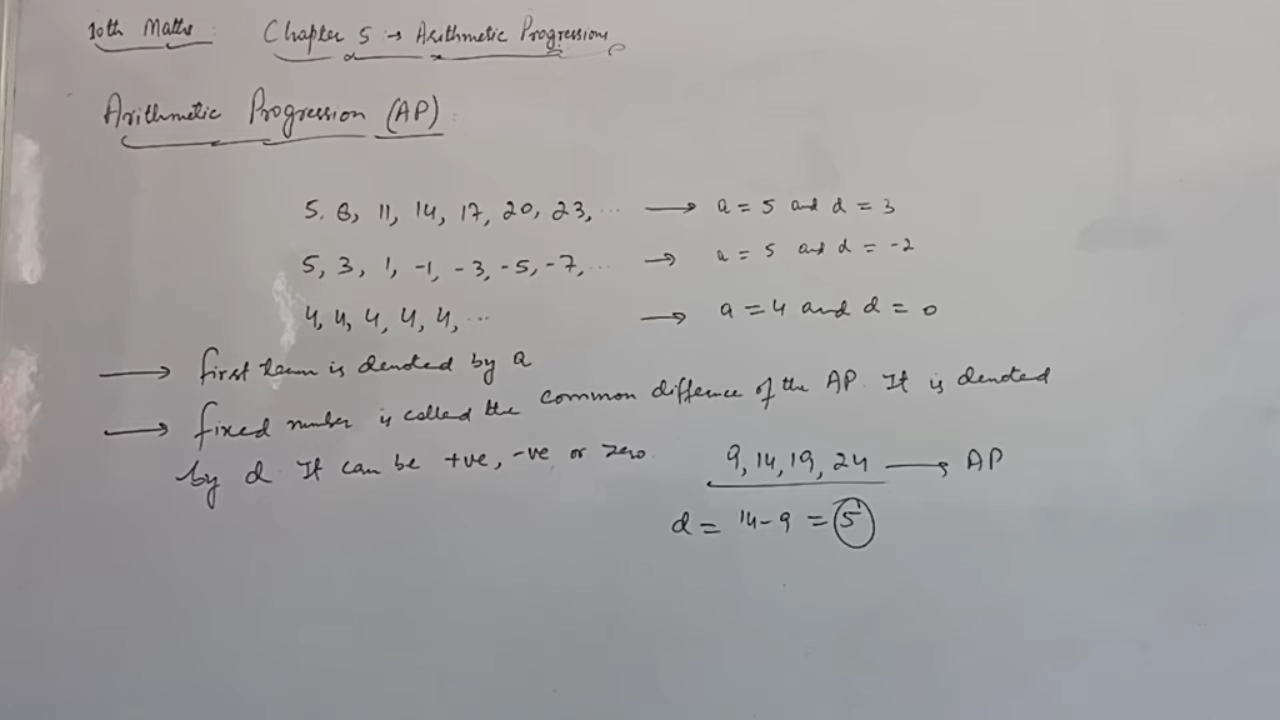 10th Maths Chapter 5 → Arithmetic Progressions
Arithmetic Progression (AP)
5, 8, 11, 14, 17, 20, 23, ... → a = 5 and d = 3
5, 3, 1, -1, -3, -5, -7, ... → a = 5 and d = -2
4, 4, 4, 4, 4, ... → a = 4 and d = 0
→ first term is denoted by a
→ fixed number is called the common difference of the AP. It is denoted
by d It can be +ve, -ve or zero.
9, 14, 19, 24 → AP
d = 14-9 = 5